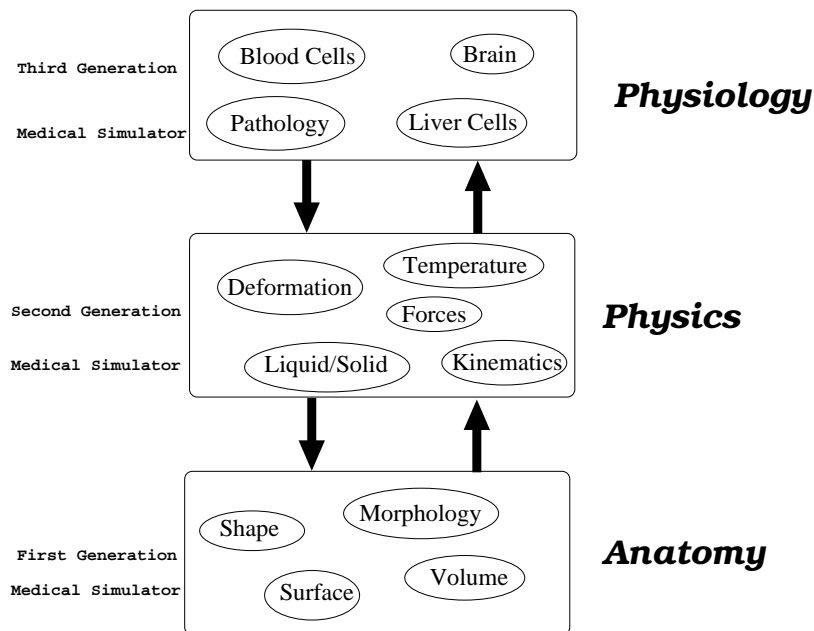 Blood Cells
Brain
Third Generation
Physiology
Pathology
Liver Cells
Medical Simulator
Temperature
Deformation
Second Generation
Forces
Physics
Liquid/Solid
Kinematics
Medical Simulator
Morphology
Shape
First Generation
Anatomy
Volume
Medical Simulator
Surface